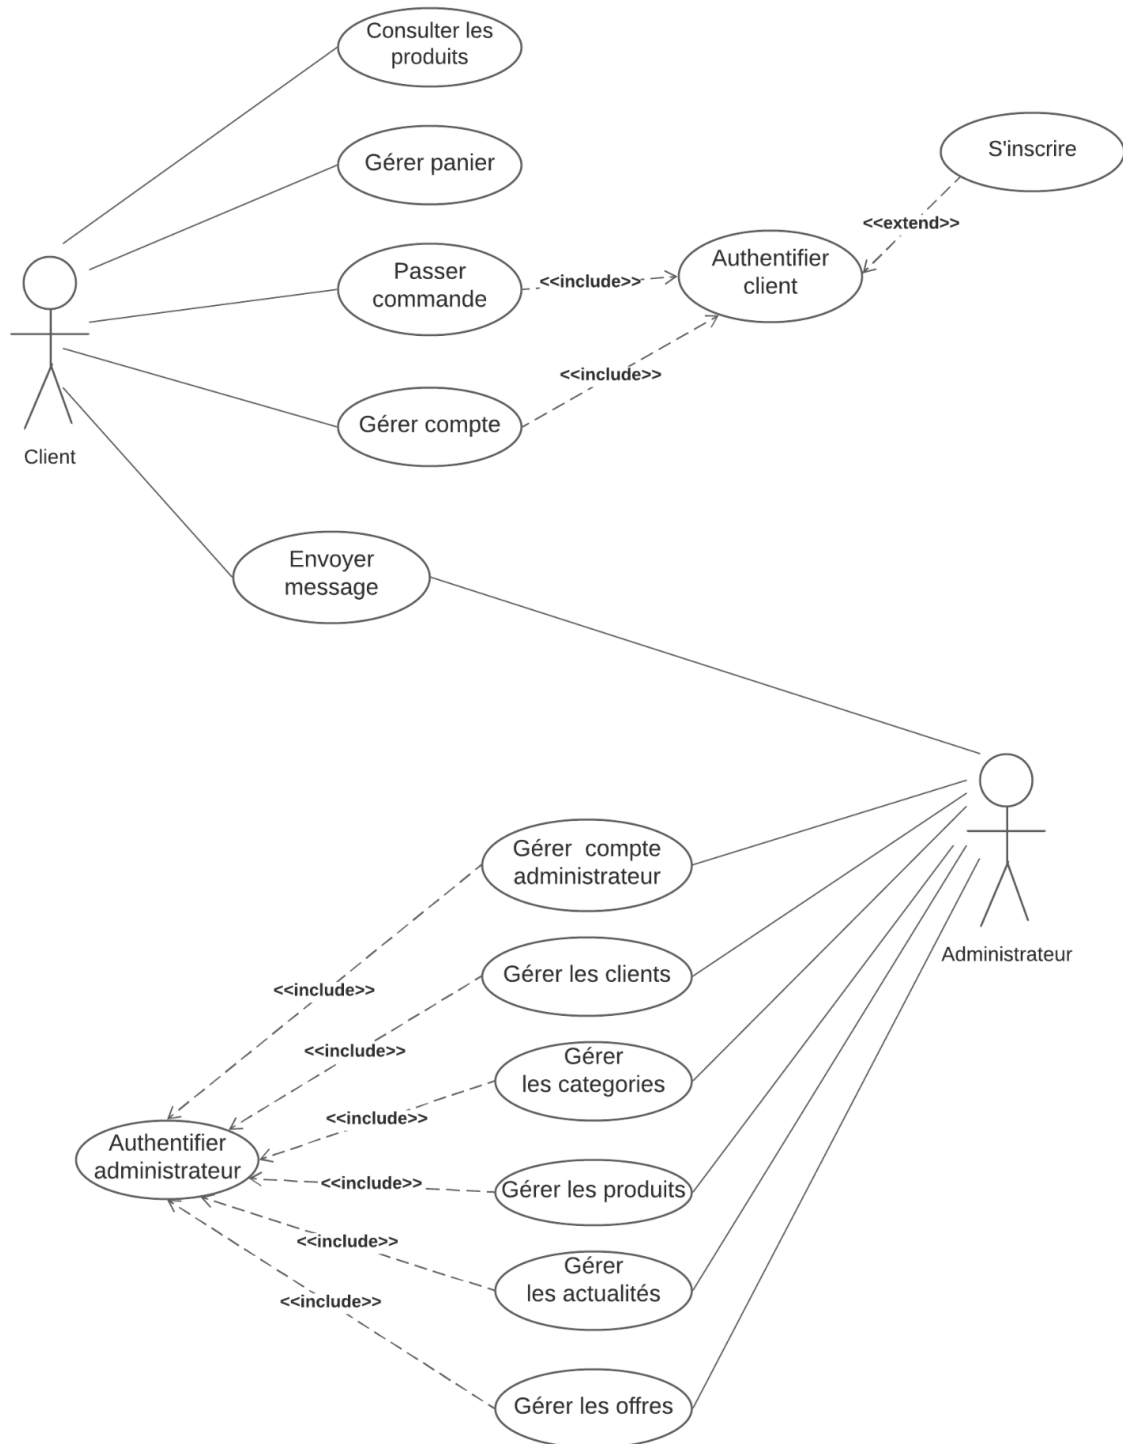 Consulter les
produits
Gérer panier
S'inscrire
<<extend>>
Passer
commande
<<include>>
Authentifier
client
<<include>>
Gérer compte
Client
Envoyer
message
Gérer  compte
administrateur
Administrateur
Gérer les clients
<<include>>
<<include>>
Gérer
les categories
<<include>>
Authentifier
administrateur
<<include>>
Gérer les produits
<<include>>
Gérer
les actualités
<<include>>
Gérer les offres